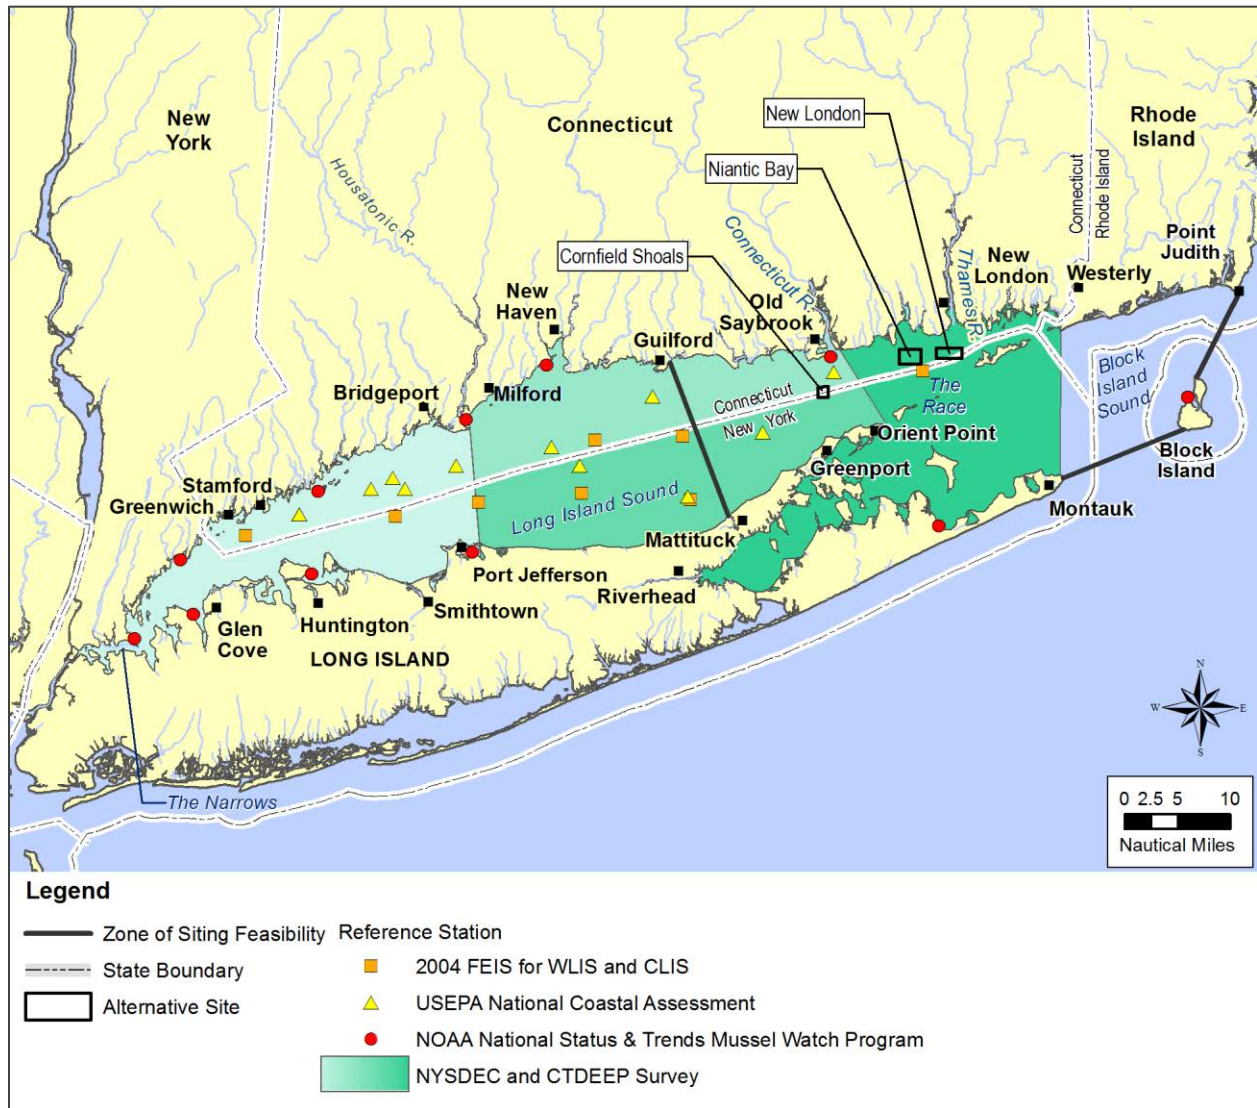 New
York
Connecticut
New London
Rhode
Island
Niantic Bay
Housatonic R.
Connecticut
Rhode Island
Cornfield Shoals
Connecticut R.
Thames R.
New
London
Point
Judith
Westerly
New
Haven
Old
Saybrook
Guilford
Bridgeport
Milford
Connecticut
New York
The
Race
Block
Island
Sound
Orient Point
Greenport
Block
Island
Stamford
Greenwich
Long Island Sound
Mattituck
Montauk
Port Jefferson
Riverhead
Smithtown
Glen
Cove
Huntington
LONG ISLAND
The Narrows
N
W
E
S
0 2.5 5 10
Nautical Miles
Legend
Zone of Siting Feasibility
State Boundary
Alternative Site
Reference Station
2004 FEIS for WLIS and CLIS
USEPA National Coastal Assessment
NOAA National Status & Trends Mussel Watch Program
NYSDEC and CTDEEP Survey